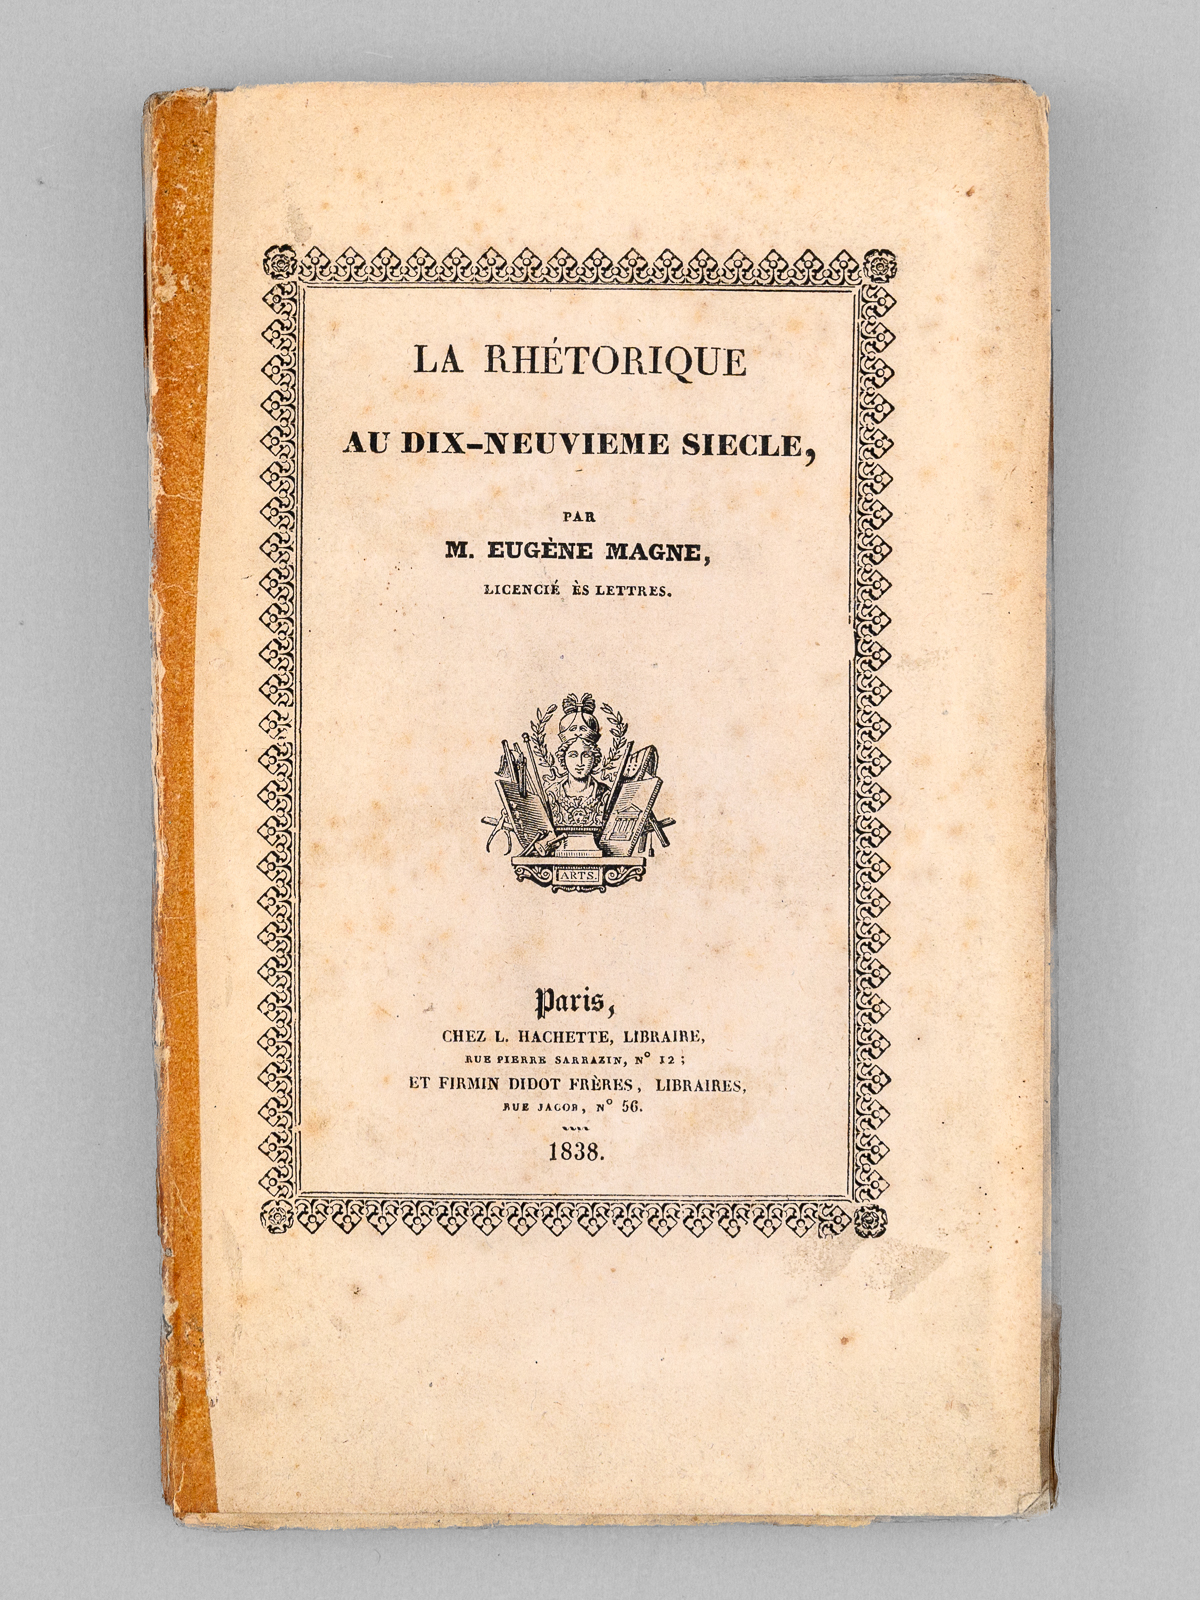 LA RHÉTORIQUE
AU DIX-NEUVIEME SIECLE,
PAR
M. EUGÈNE MAGNE,
LICENCIÉ ÈS LETTRES.
ARTS.
Paris,
CHEZ L. HACHETTE, LIBRAIRE,
RUE PIERRE SARRAZIN, N° 12 ;
ET FIRMIN DIDOT FRÈRES, LIBRAIRES,
RUE JACOB, N° 56.
1838.